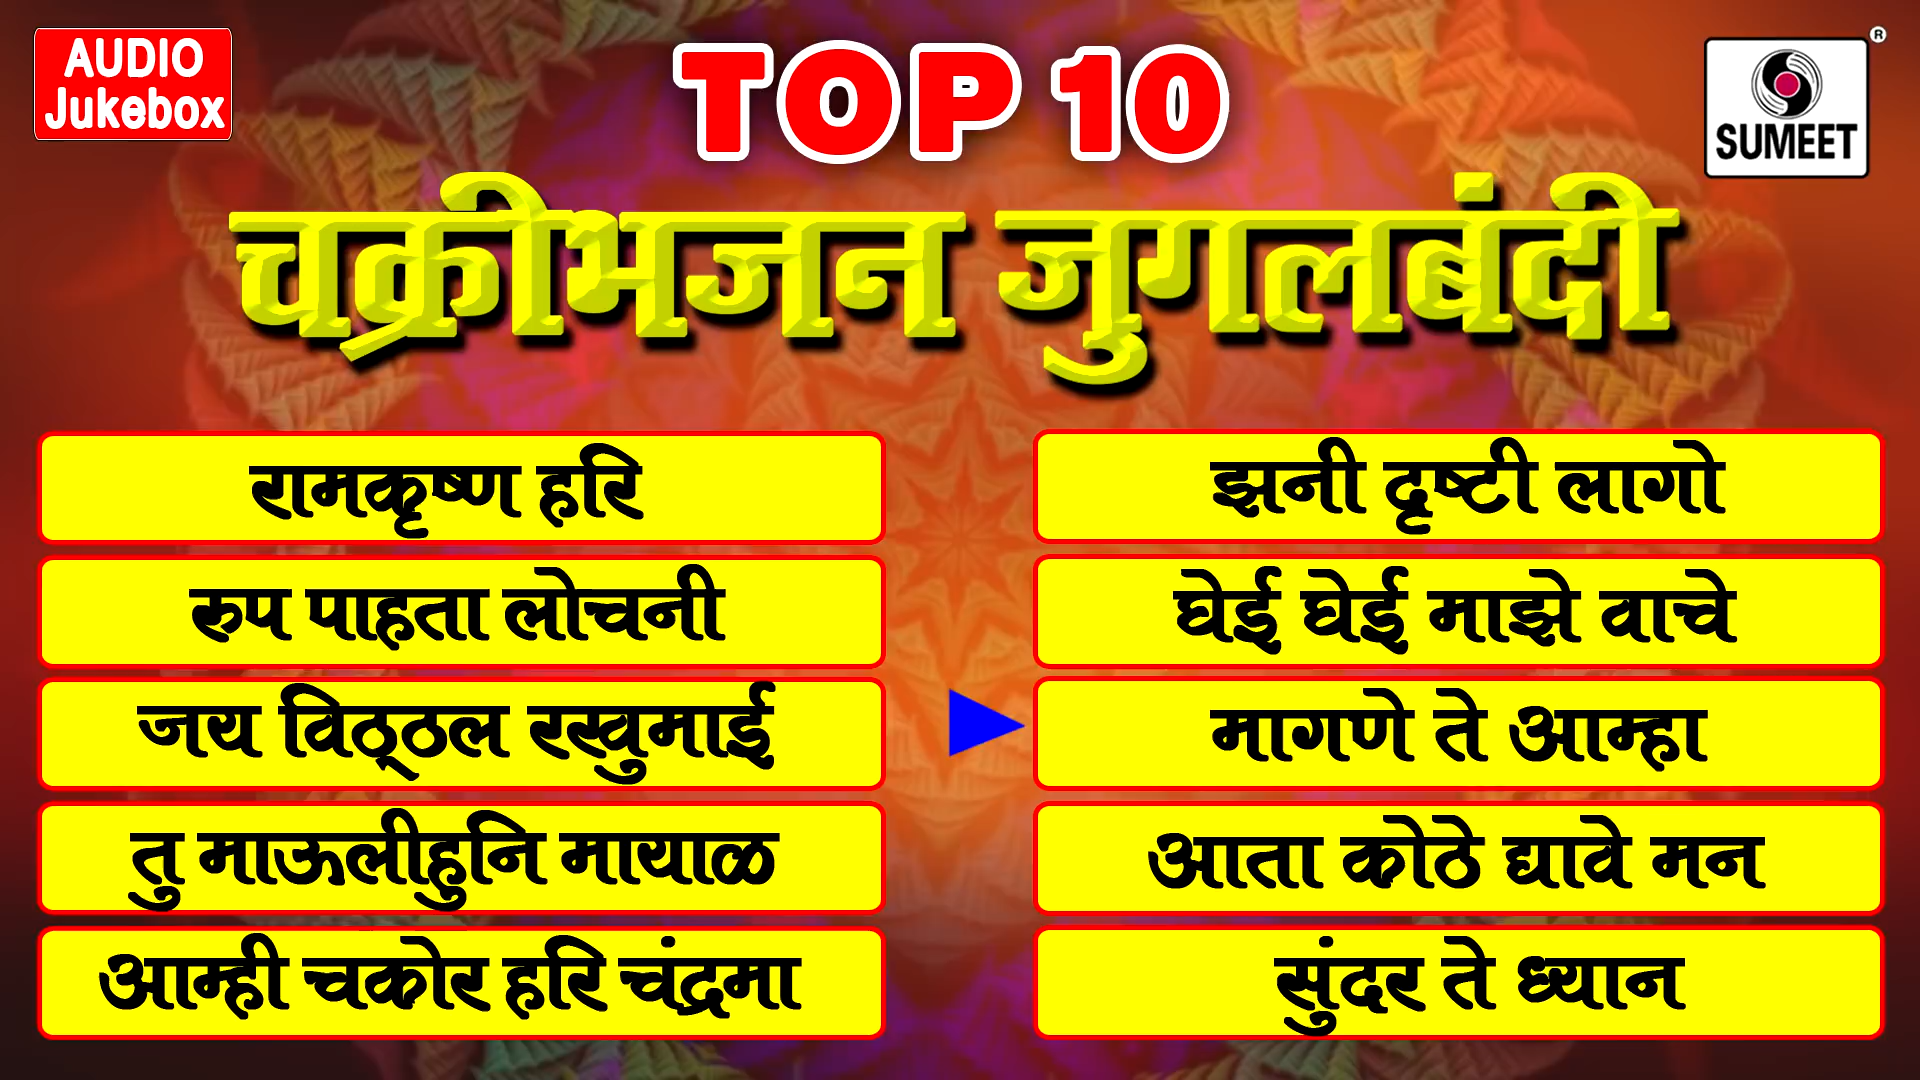 AUDIO
Jukebox
TOP 10
®
SUMEET
चक्रीभजन जुगलबंदी
रामकृष्ण हरि
रुप पाहता लोचनी
जय विठ्ठल रखुमाई
तु माऊलीहुनि मायाळ
आम्ही चकोर हरि चंद्रमा
झनी दृष्टी लागो
घेई घेई माझे वाचे
मागणे ते आम्हा
आता कोठे द्यावे मन
सुंदर ते ध्यान